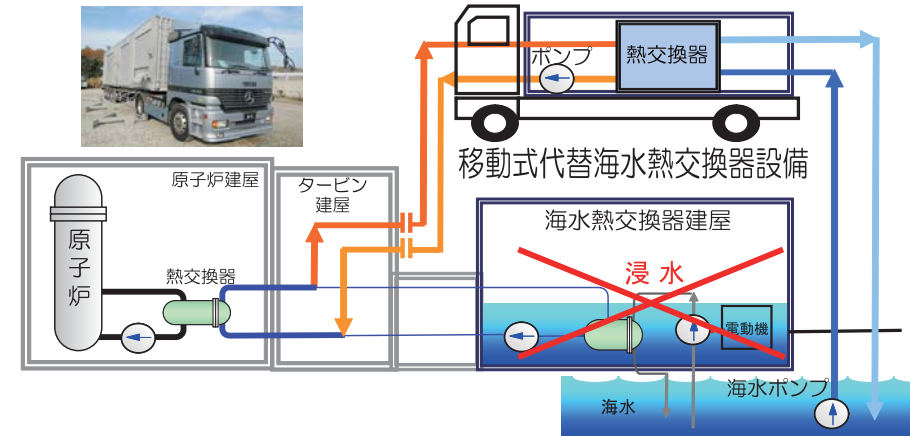 ポンプ
熱交換器
移動式代替海水熱交換器設備
原子炉建屋
タービン
建屋
海水熱交換器建屋
原子炉
熱交換器
浸水
電動機
海水ポンプ
海水